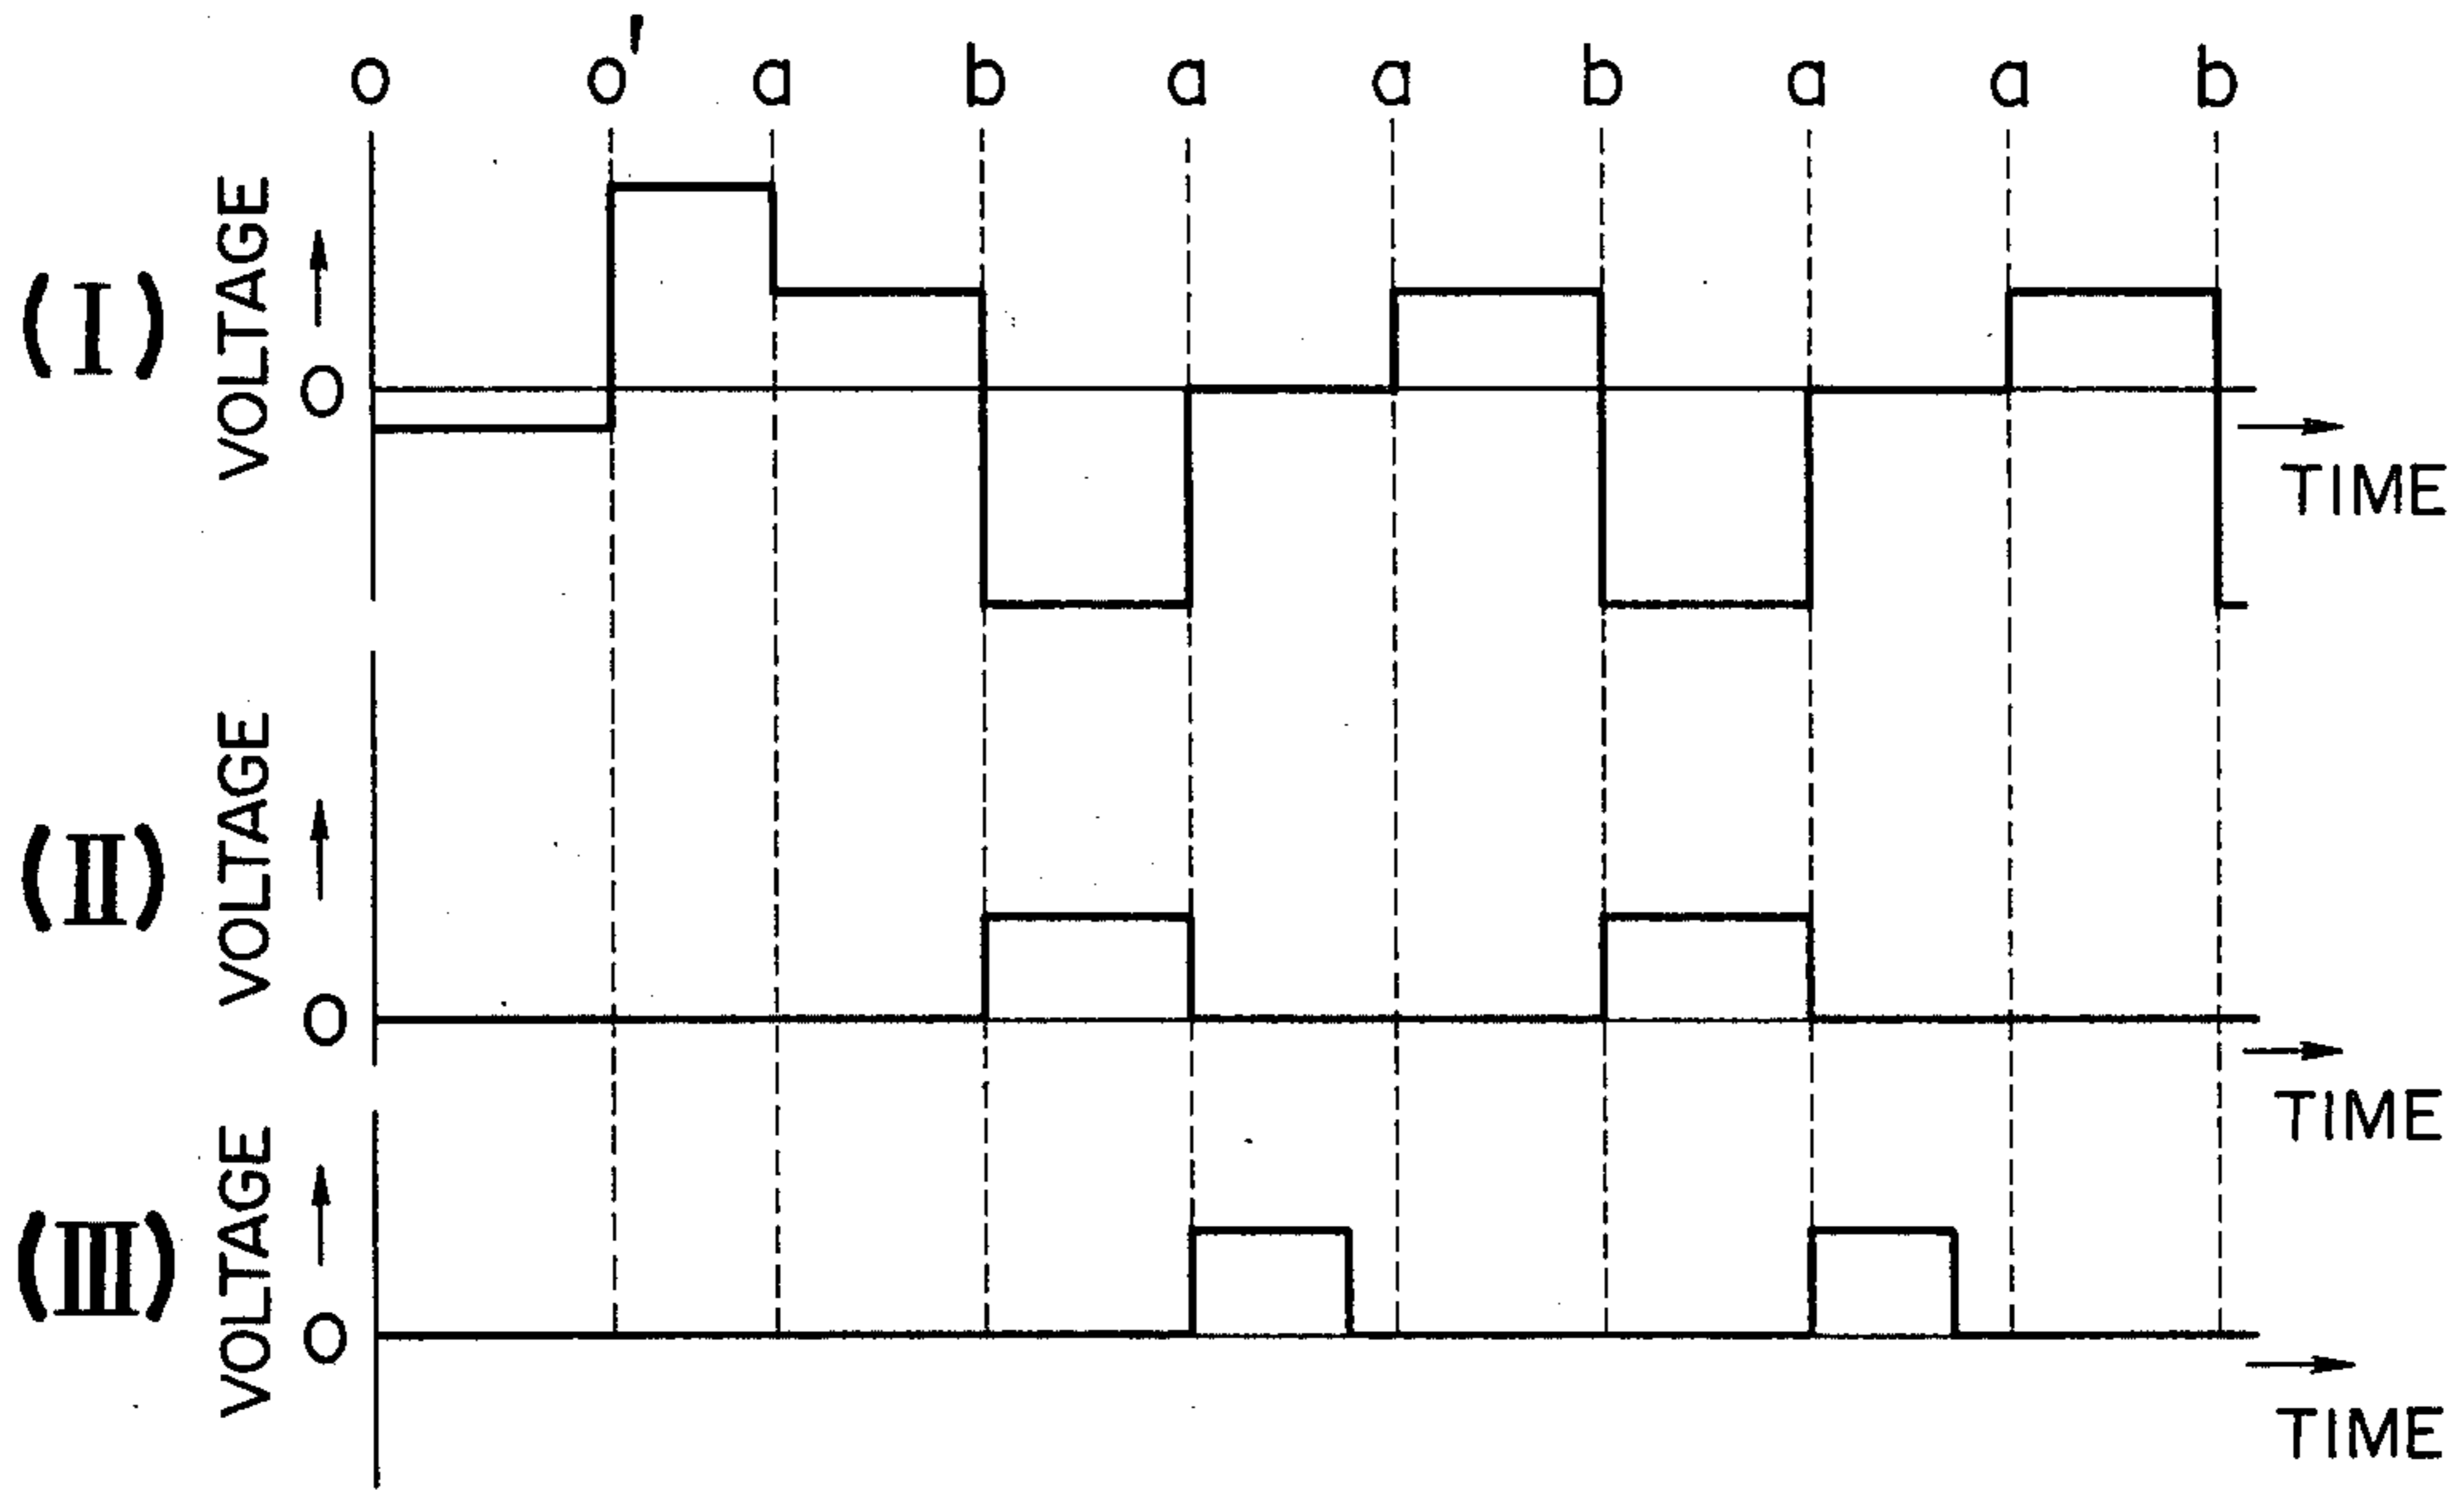 o o' a b a a b a a b
(I) VOLTAGE
O
TIME
(II) VOLTAGE
O
TIME
(III) VOLTAGE
O
TIME